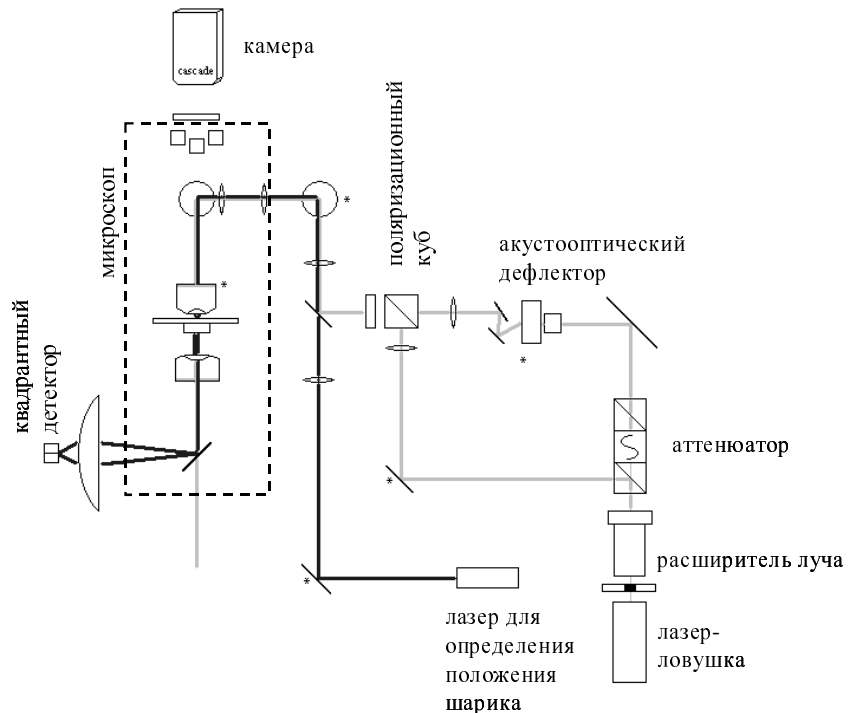 камера
cascade
поляризационный
куб
микроскоп
*
акустооптический
дефлектор
*
*
квадрантный
детектор
аттенюатор
*
расширитель луча
*
лазер для
определения
положения
шарика
лазер-
ловушка